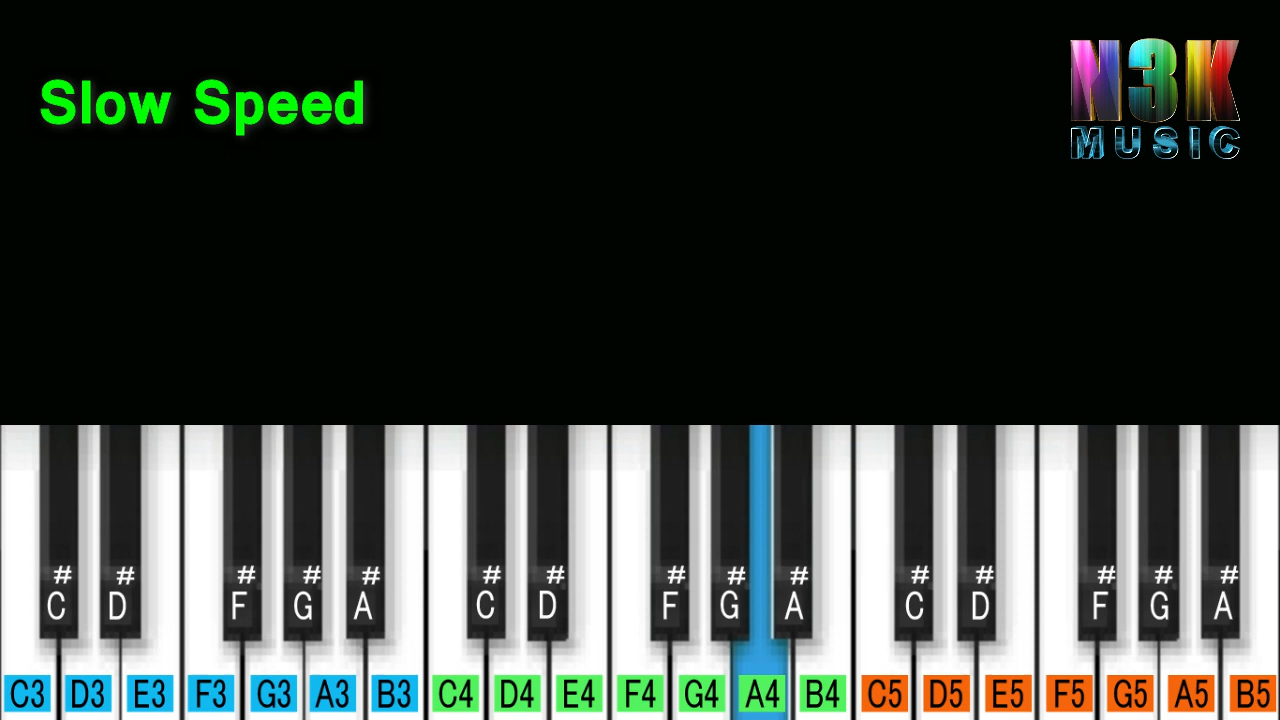 Slow Speed
N3K
MUSIC
# # # # # # # # # # # # # # #
C D F G A C D F G A C D F G A
C3 D3 E3 F3 G3 A3 B3 C4 D4 E4 F4 G4 A4 B4 C5 D5 E5 F5 G5 A5 B5